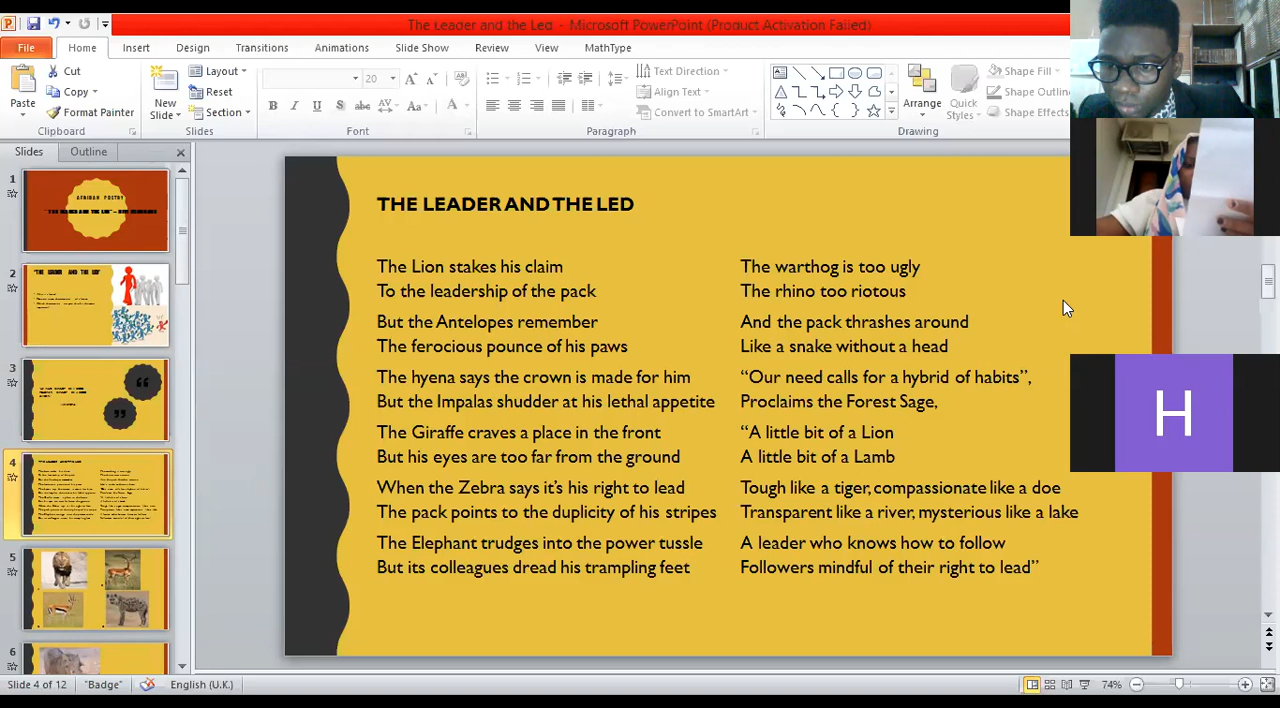 The Leader and the Led - Microsoft PowerPoint (Product Activation Failed)
File Home Insert Design Transitions Animations Slide Show Review View MathType
Paste
Cut
Copy
Format Painter
Clipboard
New Slide
Layout
Reset
Section
Slides
20
Font
Text Direction
Align Text
Convert to SmartArt
Paragraph
Arrange
Quick Styles
Shape Fill
Shape Outline
Shape Effects
Drawing
Slides Outline
1
AFRICAN POETRY
2
3
4
5
6
THE LEADER AND THE LED
The Lion stakes his claim
To the leadership of the pack
But the Antelopes remember
The ferocious pounce of his paws
The hyena says the crown is made for him
But the Impalas shudder at his lethal appetite
The Giraffe craves a place in the front
But his eyes are too far from the ground
When the Zebra says it's his right to lead
The pack points to the duplicity of his stripes
The Elephant trudges into the power tussle
But its colleagues dread his trampling feet
The warthog is too ugly
The rhino too riotous
And the pack thrashes around
Like a snake without a head
“Our need calls for a hybrid of habits”,
Proclaims the Forest Sage,
“A little bit of a Lion
A little bit of a Lamb
Tough like a tiger, compassionate like a doe
Transparent like a river, mysterious like a lake
A leader who knows how to follow
Followers mindful of their right to lead”
H
Slide 4 of 12 "Badge" English (U.K.) 74%